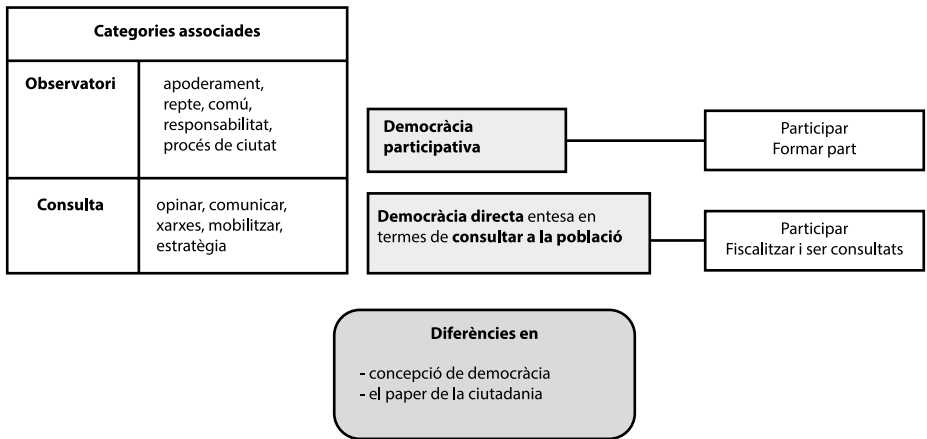 Categories associades
Observatori
apoderament,
repte, comú,
responsabilitat,
procés de ciutat
Democràcia
participativa
Participar
Formar part
Consulta
opinar, comunicar,
xarxes, mobilitzar,
estratègia
Democràcia directa entesa en
termes de consultar a la població
Participar
Fiscalitzar i ser consultats
Diferències en
- concepció de democràcia
- el paper de la ciutadania